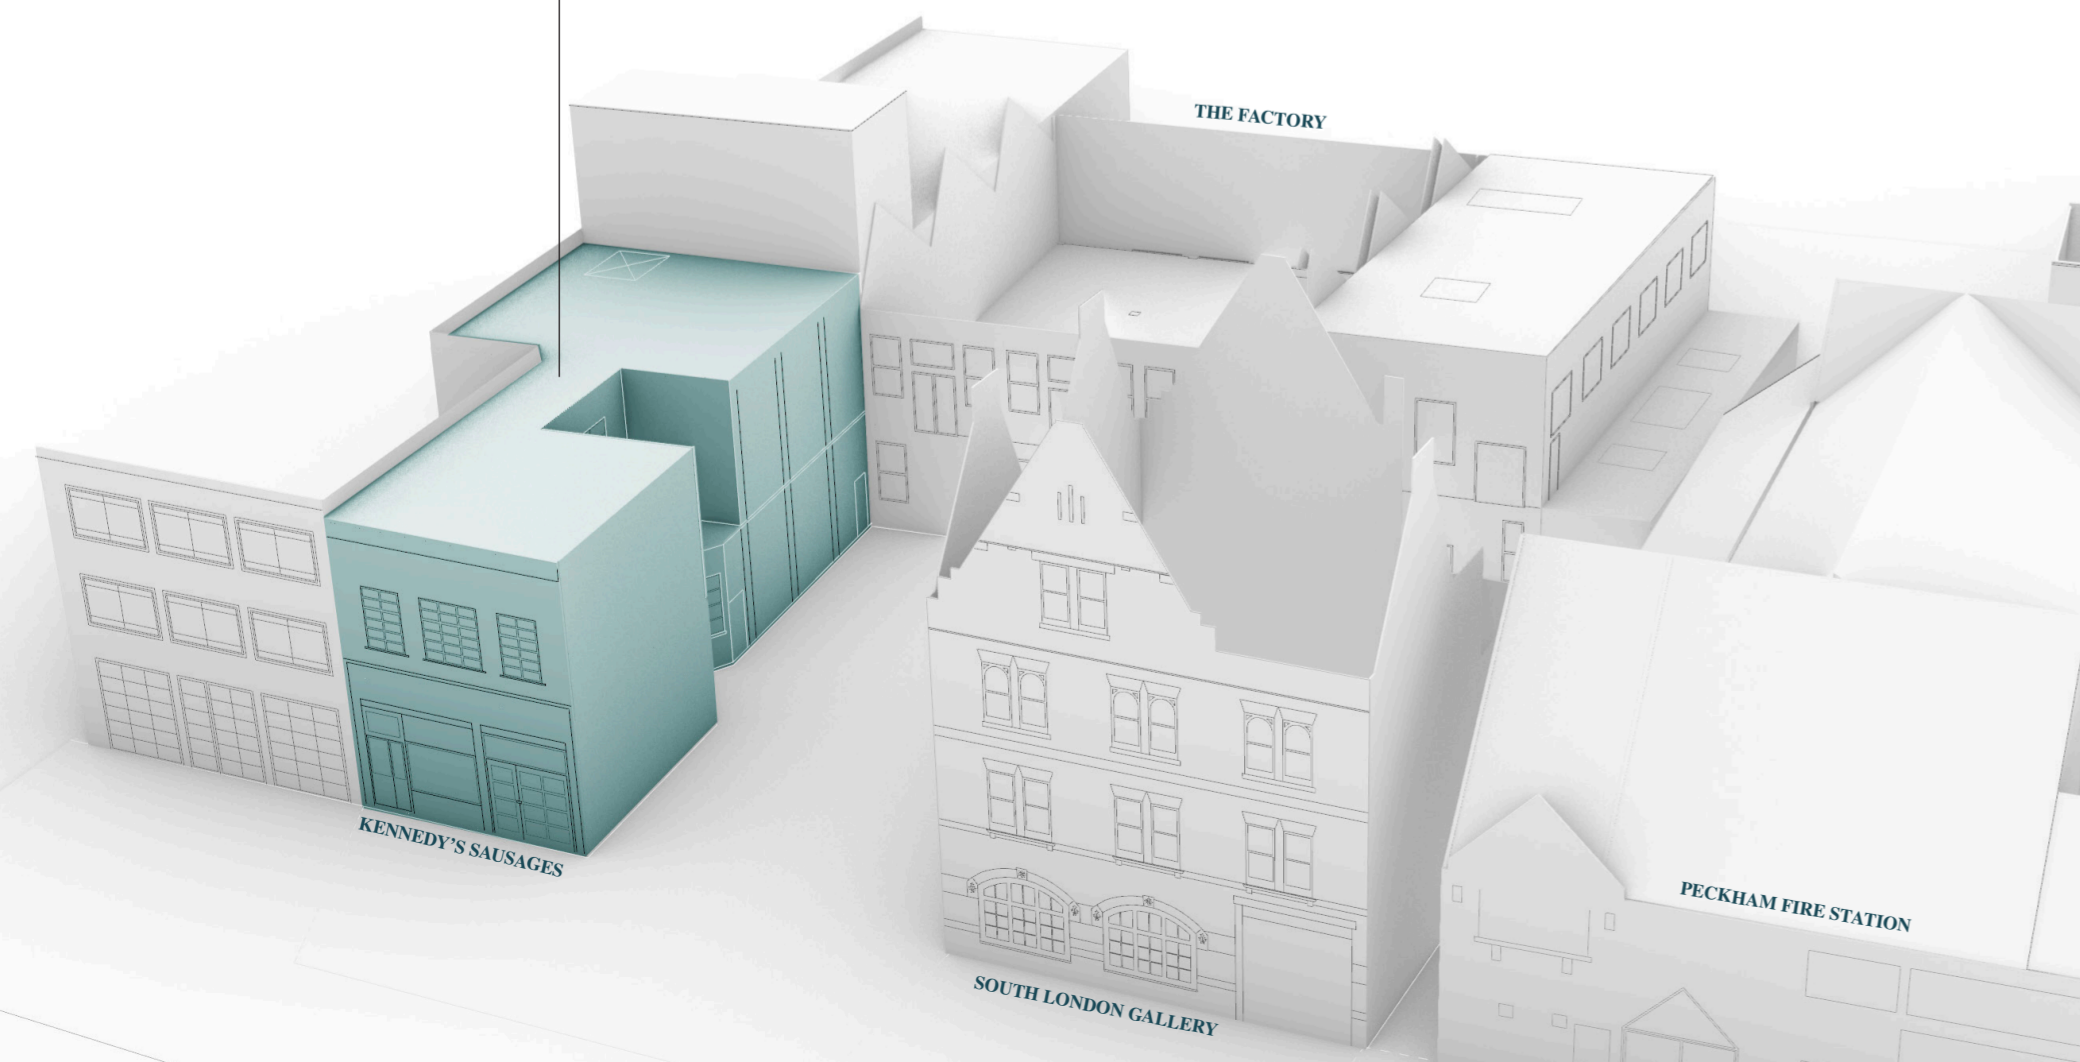 THE FACTORY
KENNEDY'S SAUSAGES
PECKHAM FIRE STATION
SOUTH LONDON GALLERY